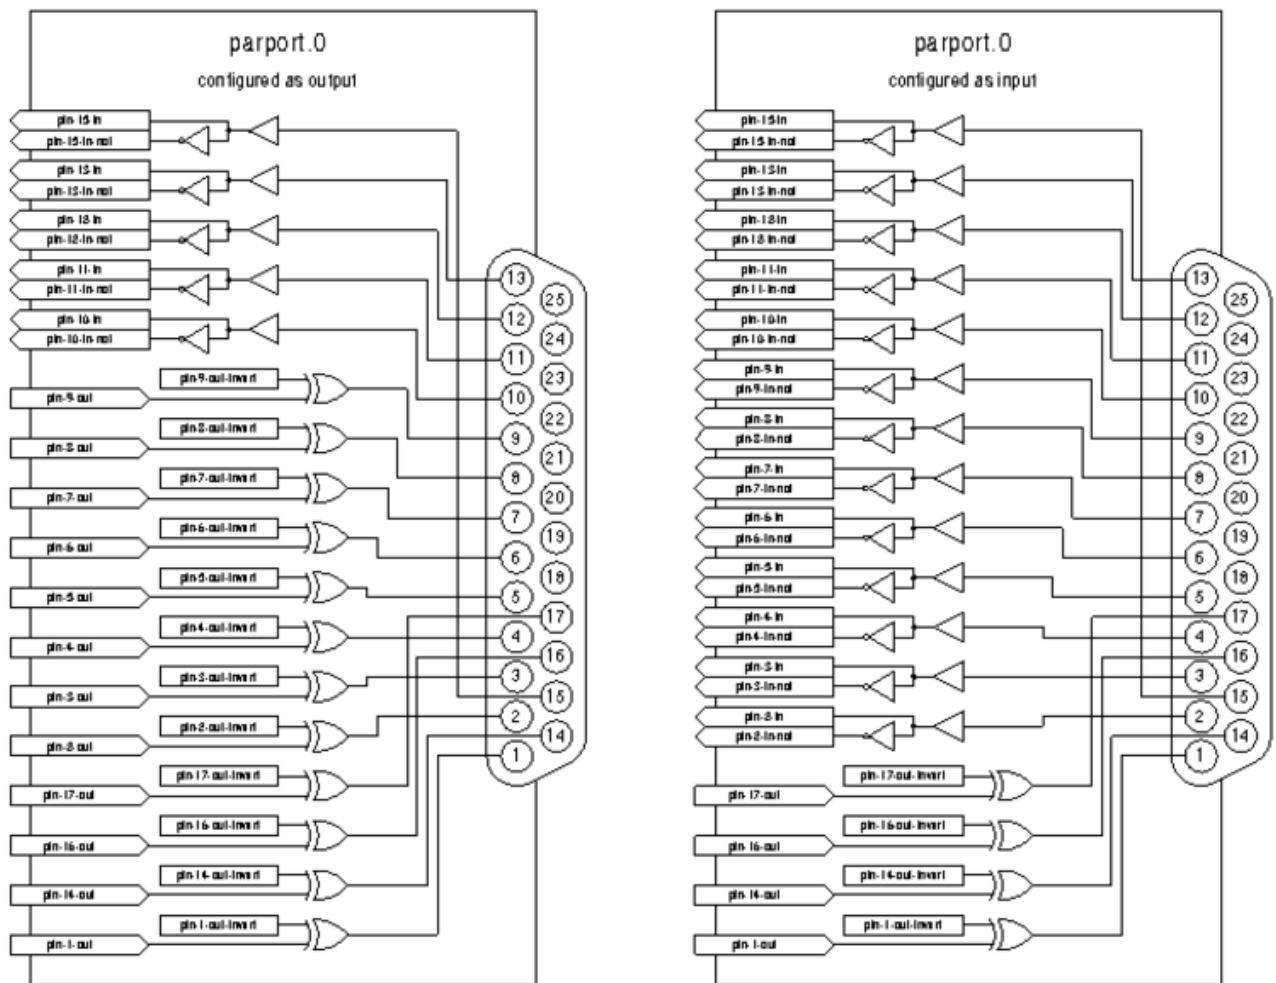 parport.0
configured as output
pin-15-in
pin-15-in-not
pin-13-in
pin-13-in-not
pin-12-in
pin-12-in-not
pin-11-in
pin-11-in-not
pin-10-in
pin-10-in-not
pin-9-out-invert
pin-9-out
pin-8-out-invert
pin-8-out
pin-7-out-invert
pin-7-out
pin-6-out-invert
pin-6-out
pin-5-out-invert
pin-5-out
pin-4-out-invert
pin-4-out
pin-3-out-invert
pin-3-out
pin-2-out-invert
pin-2-out
pin-17-out-invert
pin-17-out
pin-16-out-invert
pin-16-out
pin-14-out-invert
pin-14-out
pin-1-out-invert
pin-1-out
13
25
12
24
11
23
10
22
9
21
8
20
7
19
6
18
5
17
4
16
3
15
2
14
1
parport.0
configured as input
pin-15-in
pin-15-in-not
pin-13-in
pin-13-in-not
pin-12-in
pin-12-in-not
pin-11-in
pin-11-in-not
pin-10-in
pin-10-in-not
pin-9-in
pin-9-in-not
pin-8-in
pin-8-in-not
pin-7-in
pin-7-in-not
pin-6-in
pin-6-in-not
pin-5-in
pin-5-in-not
pin-4-in
pin-4-in-not
pin-3-in
pin-3-in-not
pin-2-in
pin-2-in-not
pin-17-out-invert
pin-17-out
pin-16-out-invert
pin-16-out
pin-14-out-invert
pin-14-out
pin-1-out-invert
pin-1-out
13
25
12
24
11
23
10
22
9
21
8
20
7
19
6
18
5
17
4
16
3
15
2
14
1